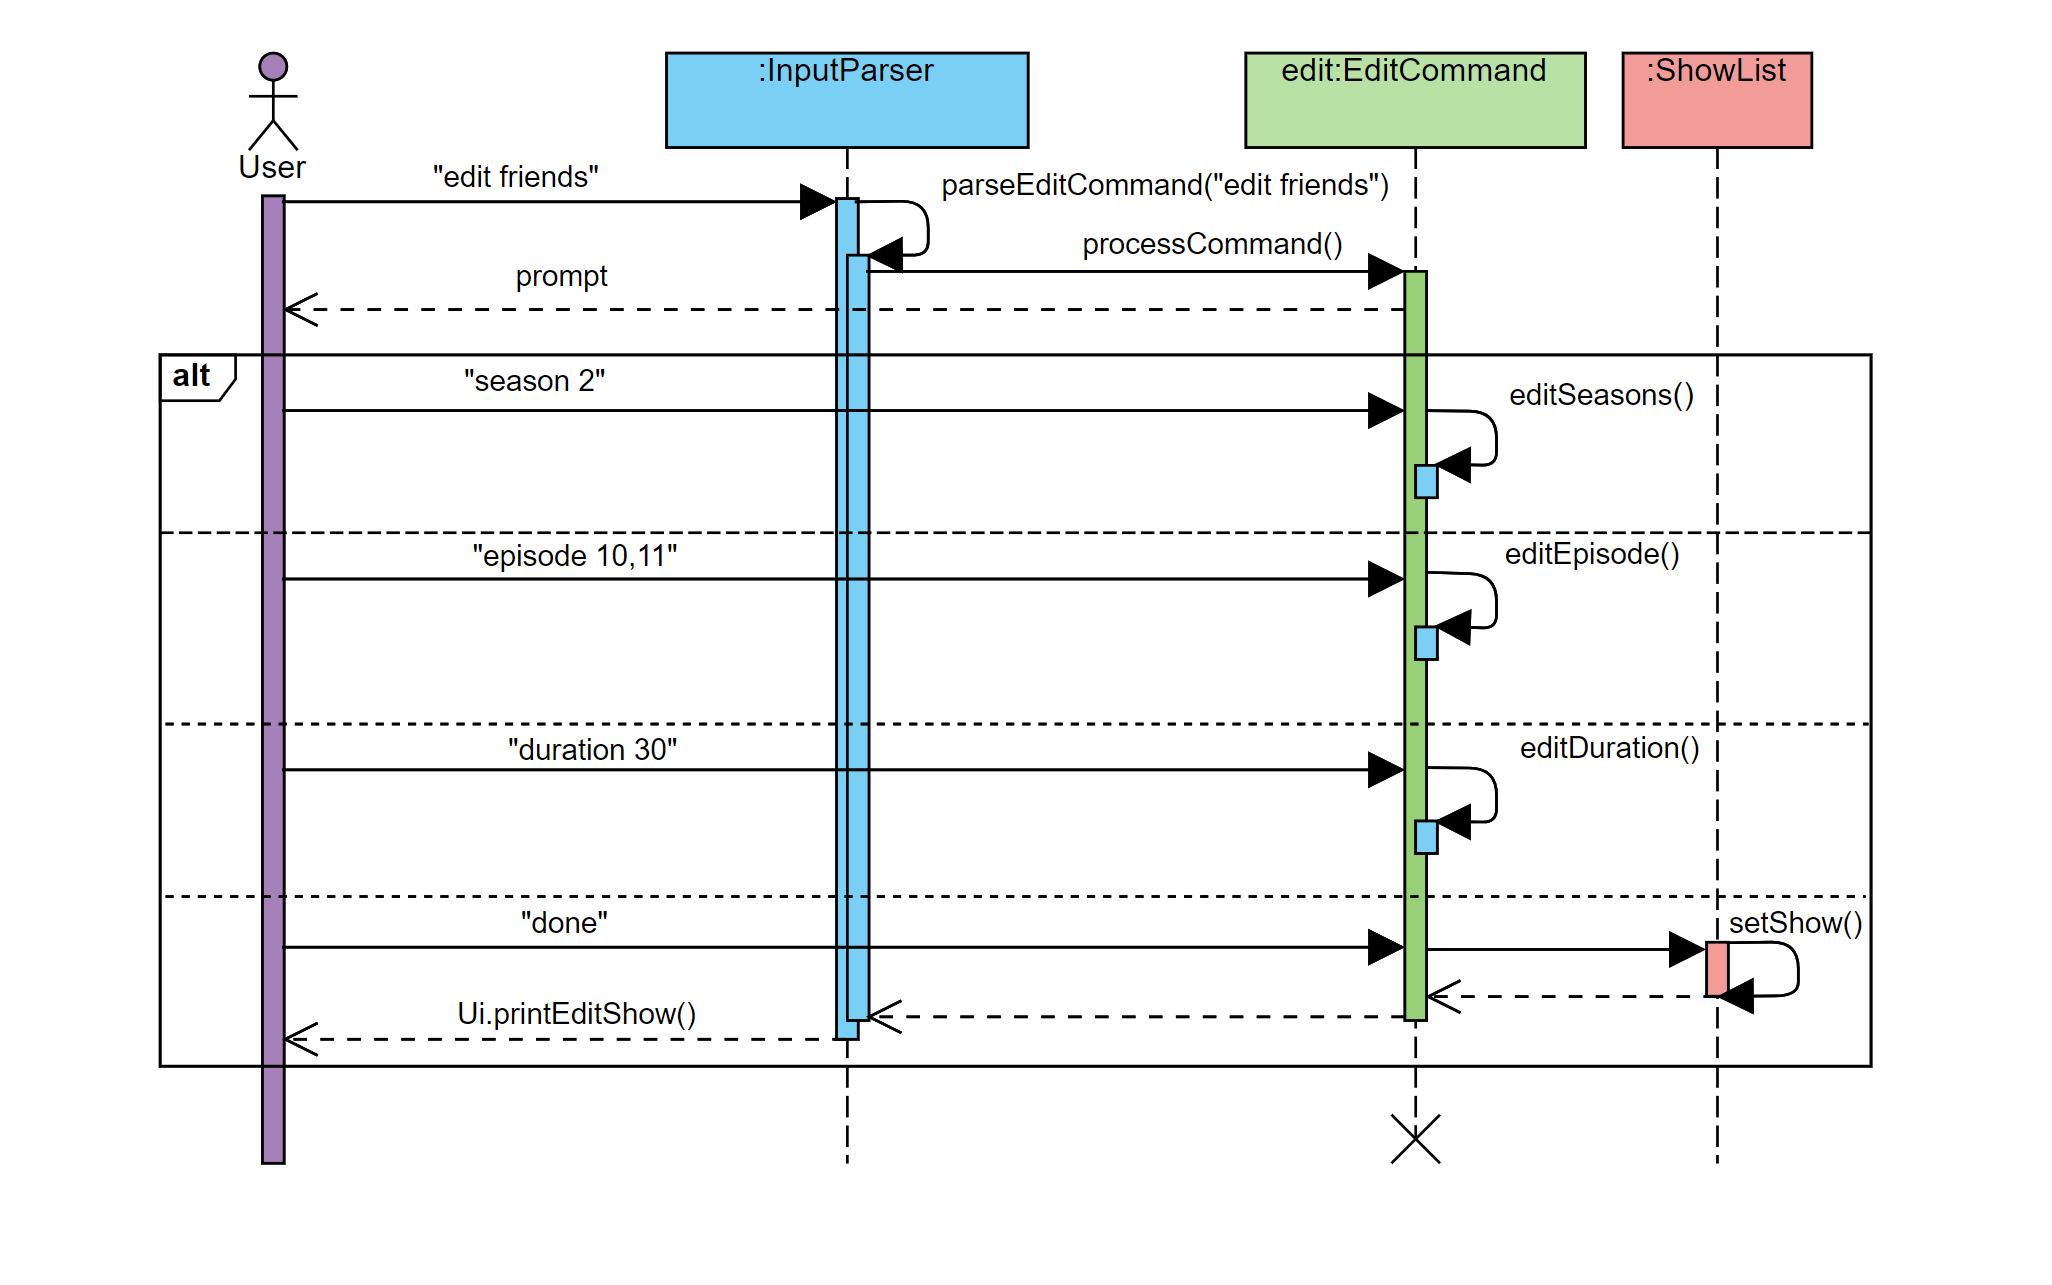 :InputParser
edit:EditCommand
:ShowList
User
"edit friends"
parseEditCommand("edit friends")
processCommand()
prompt
alt
"season 2"
editSeasons()
"episode 10,11"
editEpisode()
"duration 30"
editDuration()
"done"
setShow()
Ui.printEditShow()